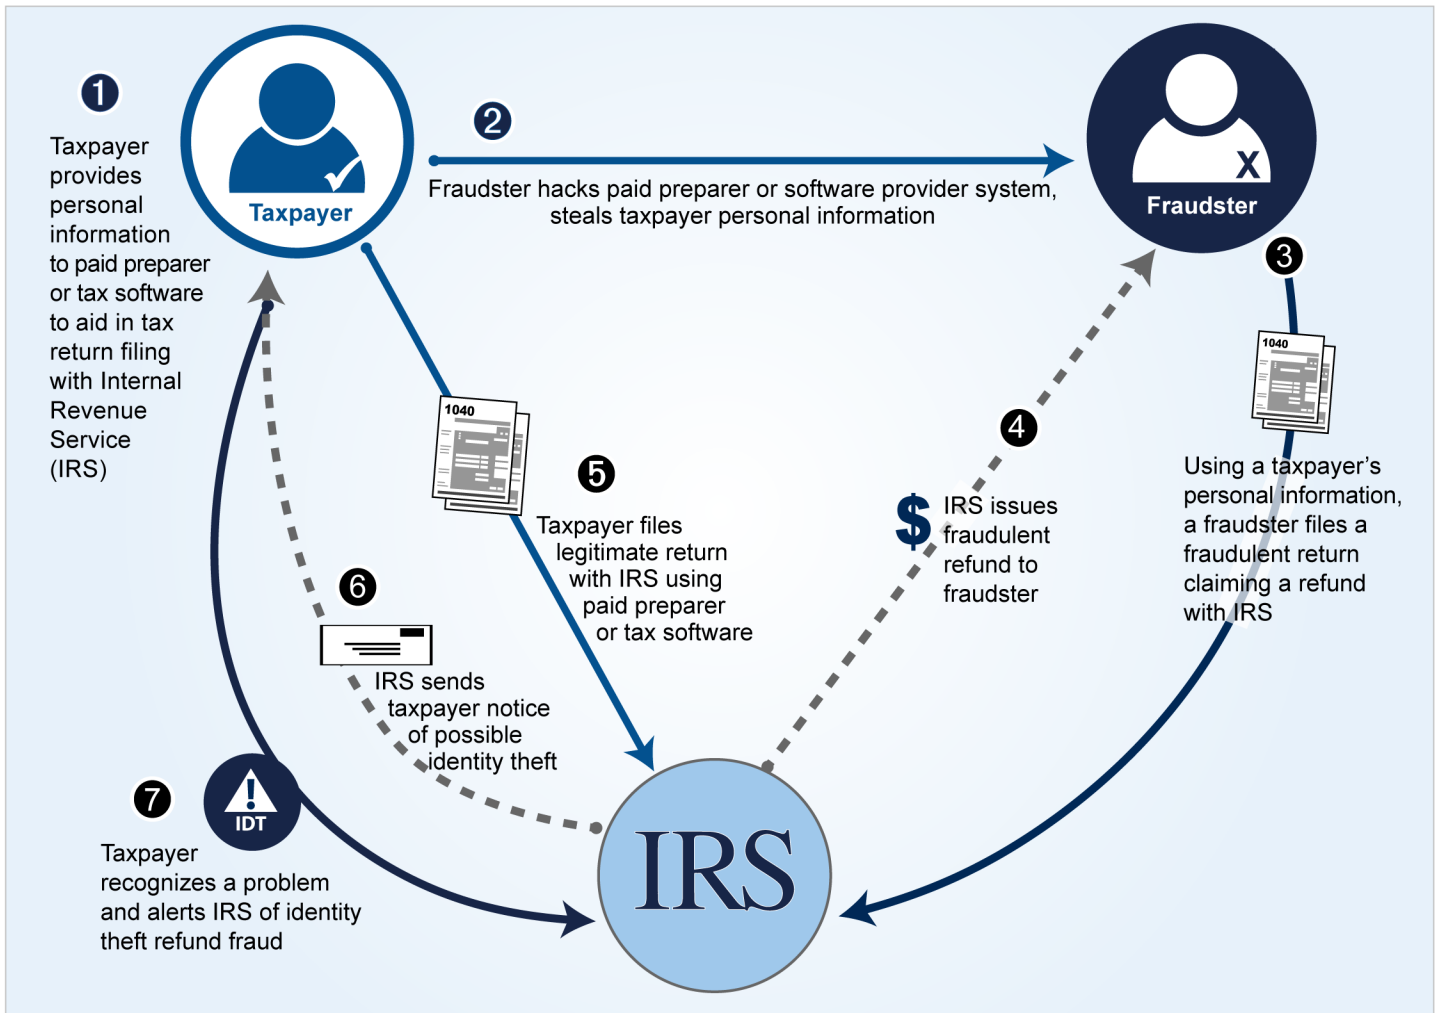 1
Taxpayer
provides
personal
information
to paid preparer
or tax software
to aid in tax
return filing
with Internal
Revenue
Service
(IRS)
Taxpayer
2
Fraudster hacks paid preparer or software provider system,
steals taxpayer personal information
X
Fraudster
3
1040
Using a taxpayer's
personal information,
a fraudster files a
fraudulent return
claiming a refund
with IRS
4
$
IRS issues
fraudulent
refund to
fraudster
1040
5
Taxpayer files
legitimate return
with IRS using
paid preparer
or tax software
6
IRS sends
taxpayer notice
of possible
identity theft
7
!
IDT
Taxpayer
recognizes a problem
and alerts IRS of identity
theft refund fraud
IRS